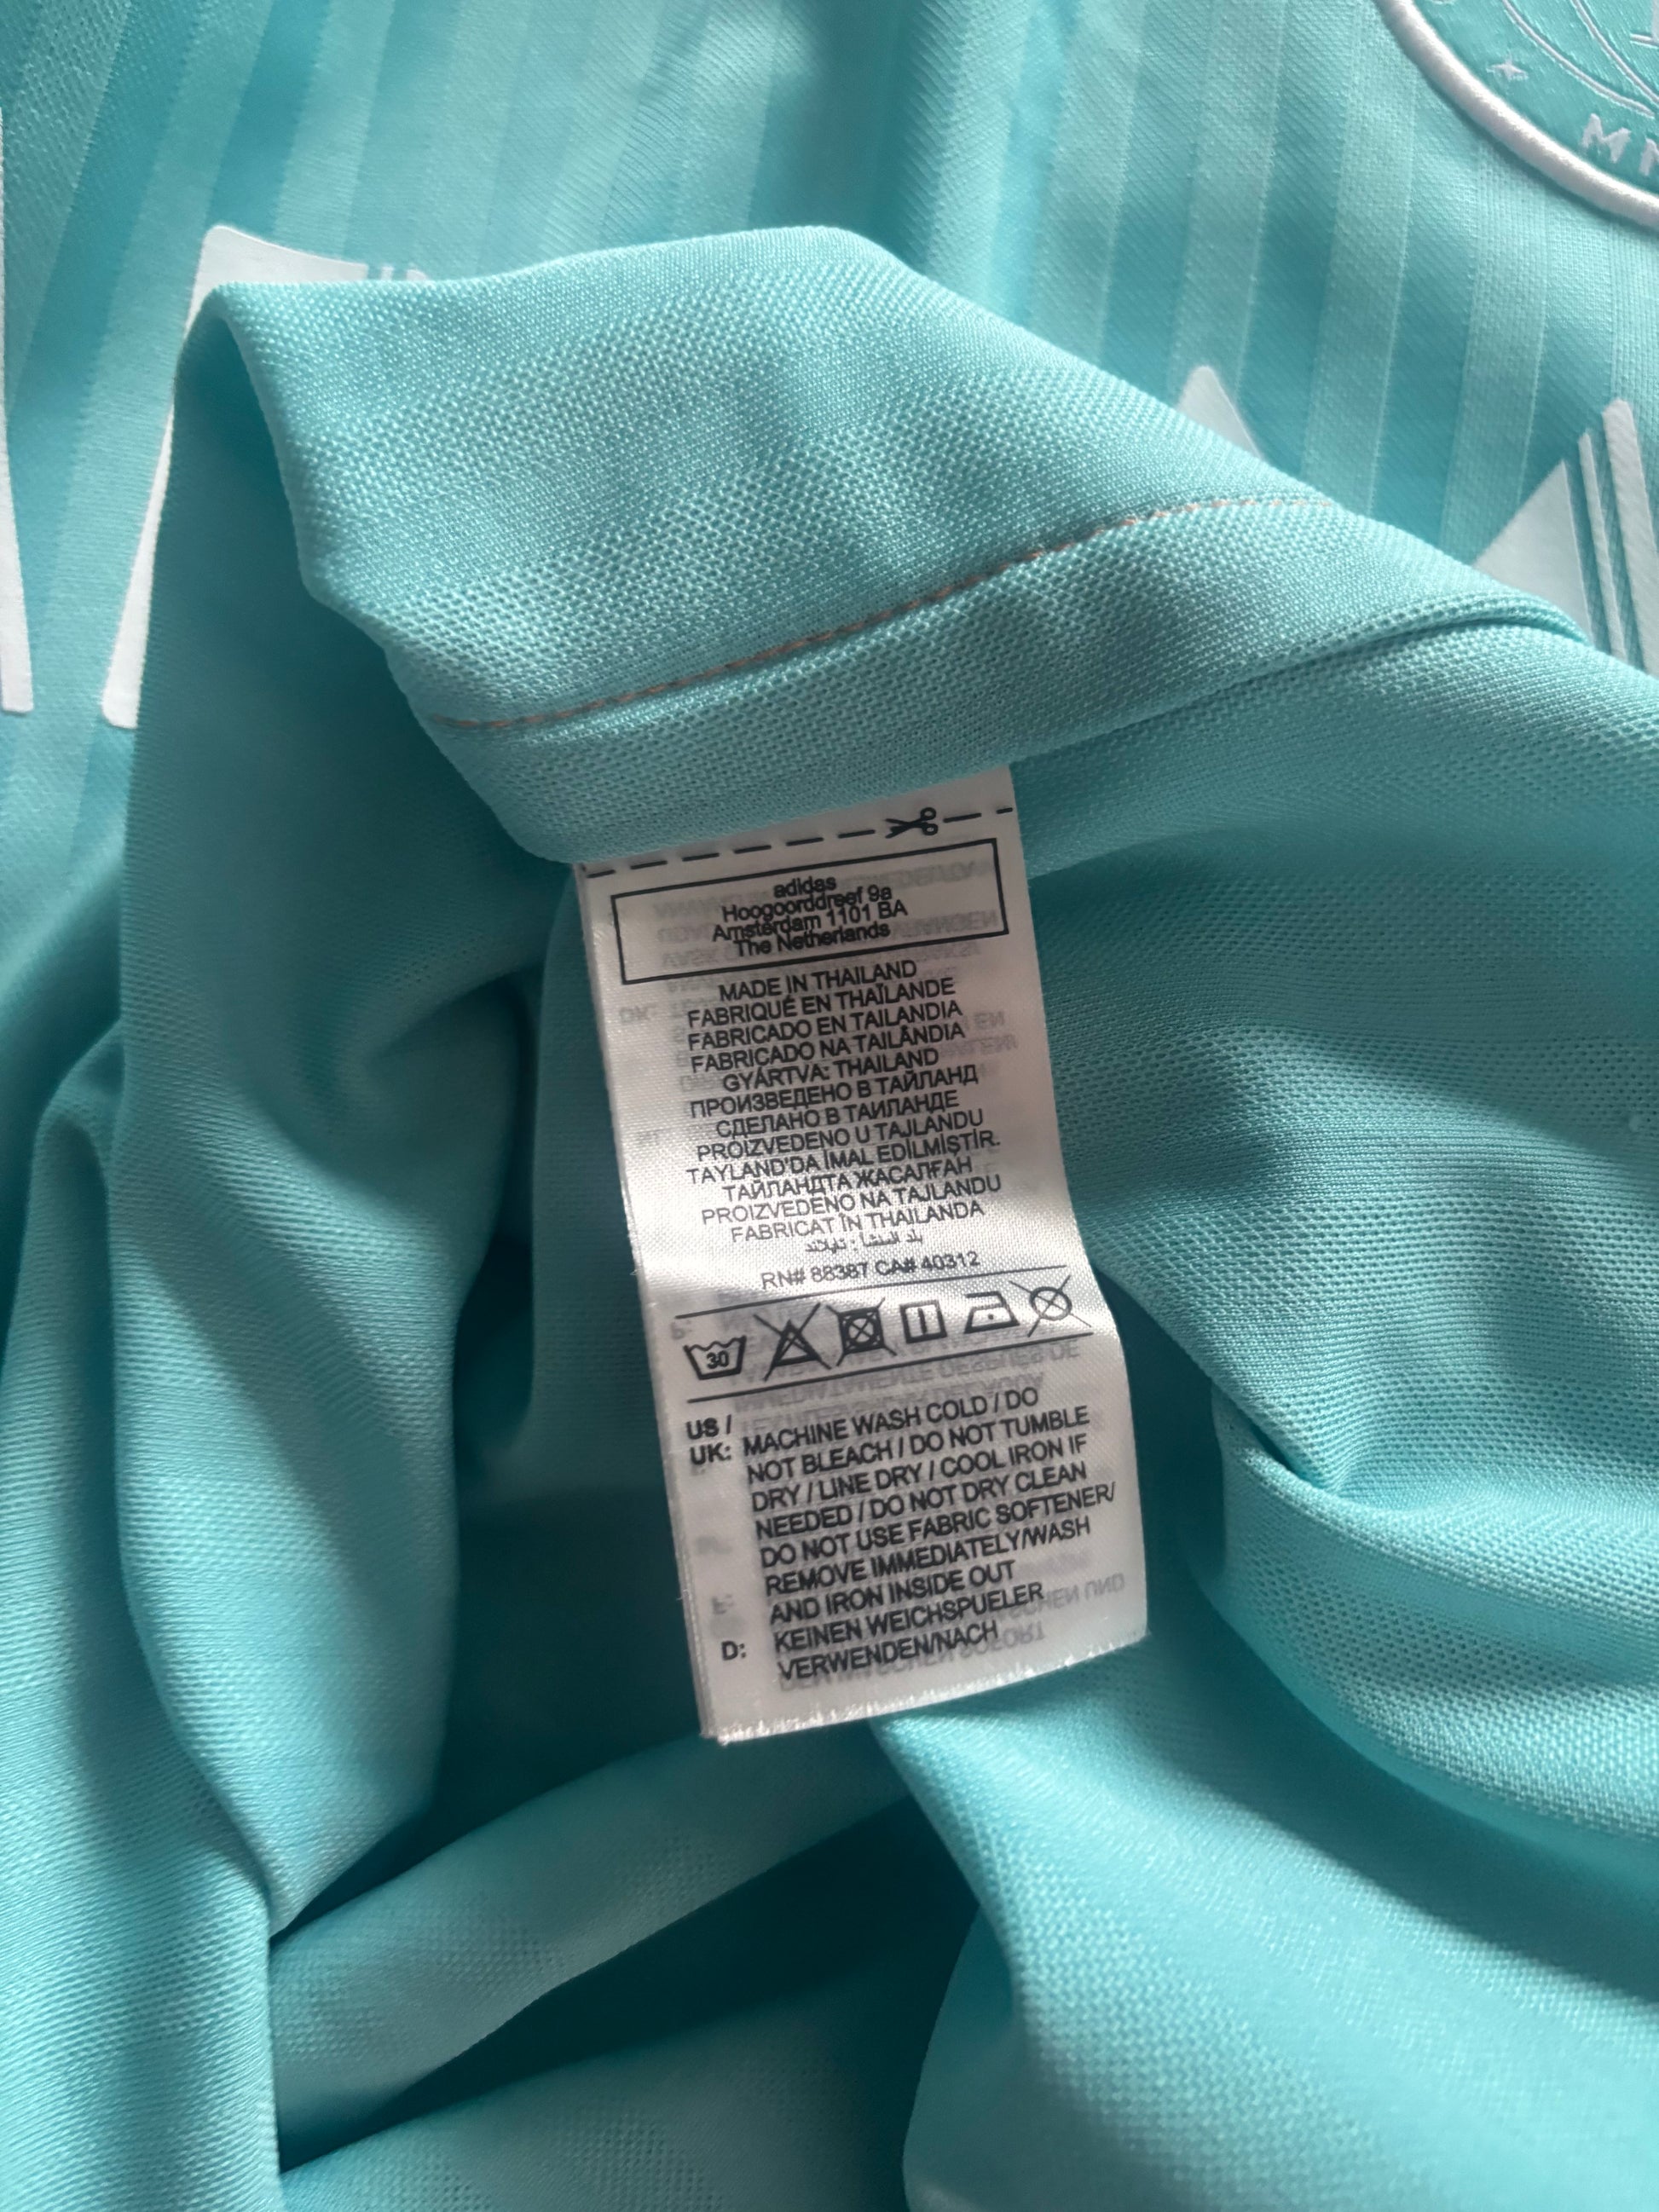 MN
adidas
Hoogoorddreef 9a
Amsterdam 1101 BA
The Netherlands
MADE IN THAILAND
FABRIQUÉ EN THAÏLANDE
FABRICADO EN TAILANDIA
FABRICADO NA TAILÂNDIA
GYÁRTVA: THAILAND
ПРОИЗВЕДЕНО В ТАЙЛАНД
СДЕЛАНО В ТАИЛАНДЕ
PROIZVEDENO U TAJLANDU
TAYLAND'DA İMAL EDİLMİŞTİR.
ТАЙЛАНДТА ЖАСАЛҒАН
PROIZVEDENO NA TAJLANDU
FABRICAT ÎN THAILANDA
بلد المنشأ : تايلاند
RN# 88387 CA# 40312
30
US /
UK: MACHINE WASH COLD / DO
NOT BLEACH / DO NOT TUMBLE
DRY / LINE DRY / COOL IRON IF
NEEDED / DO NOT DRY CLEAN
DO NOT USE FABRIC SOFTENER/
REMOVE IMMEDIATELY/WASH
AND IRON INSIDE OUT
D: KEINEN WEICHSPUELER
VERWENDEN/NACH